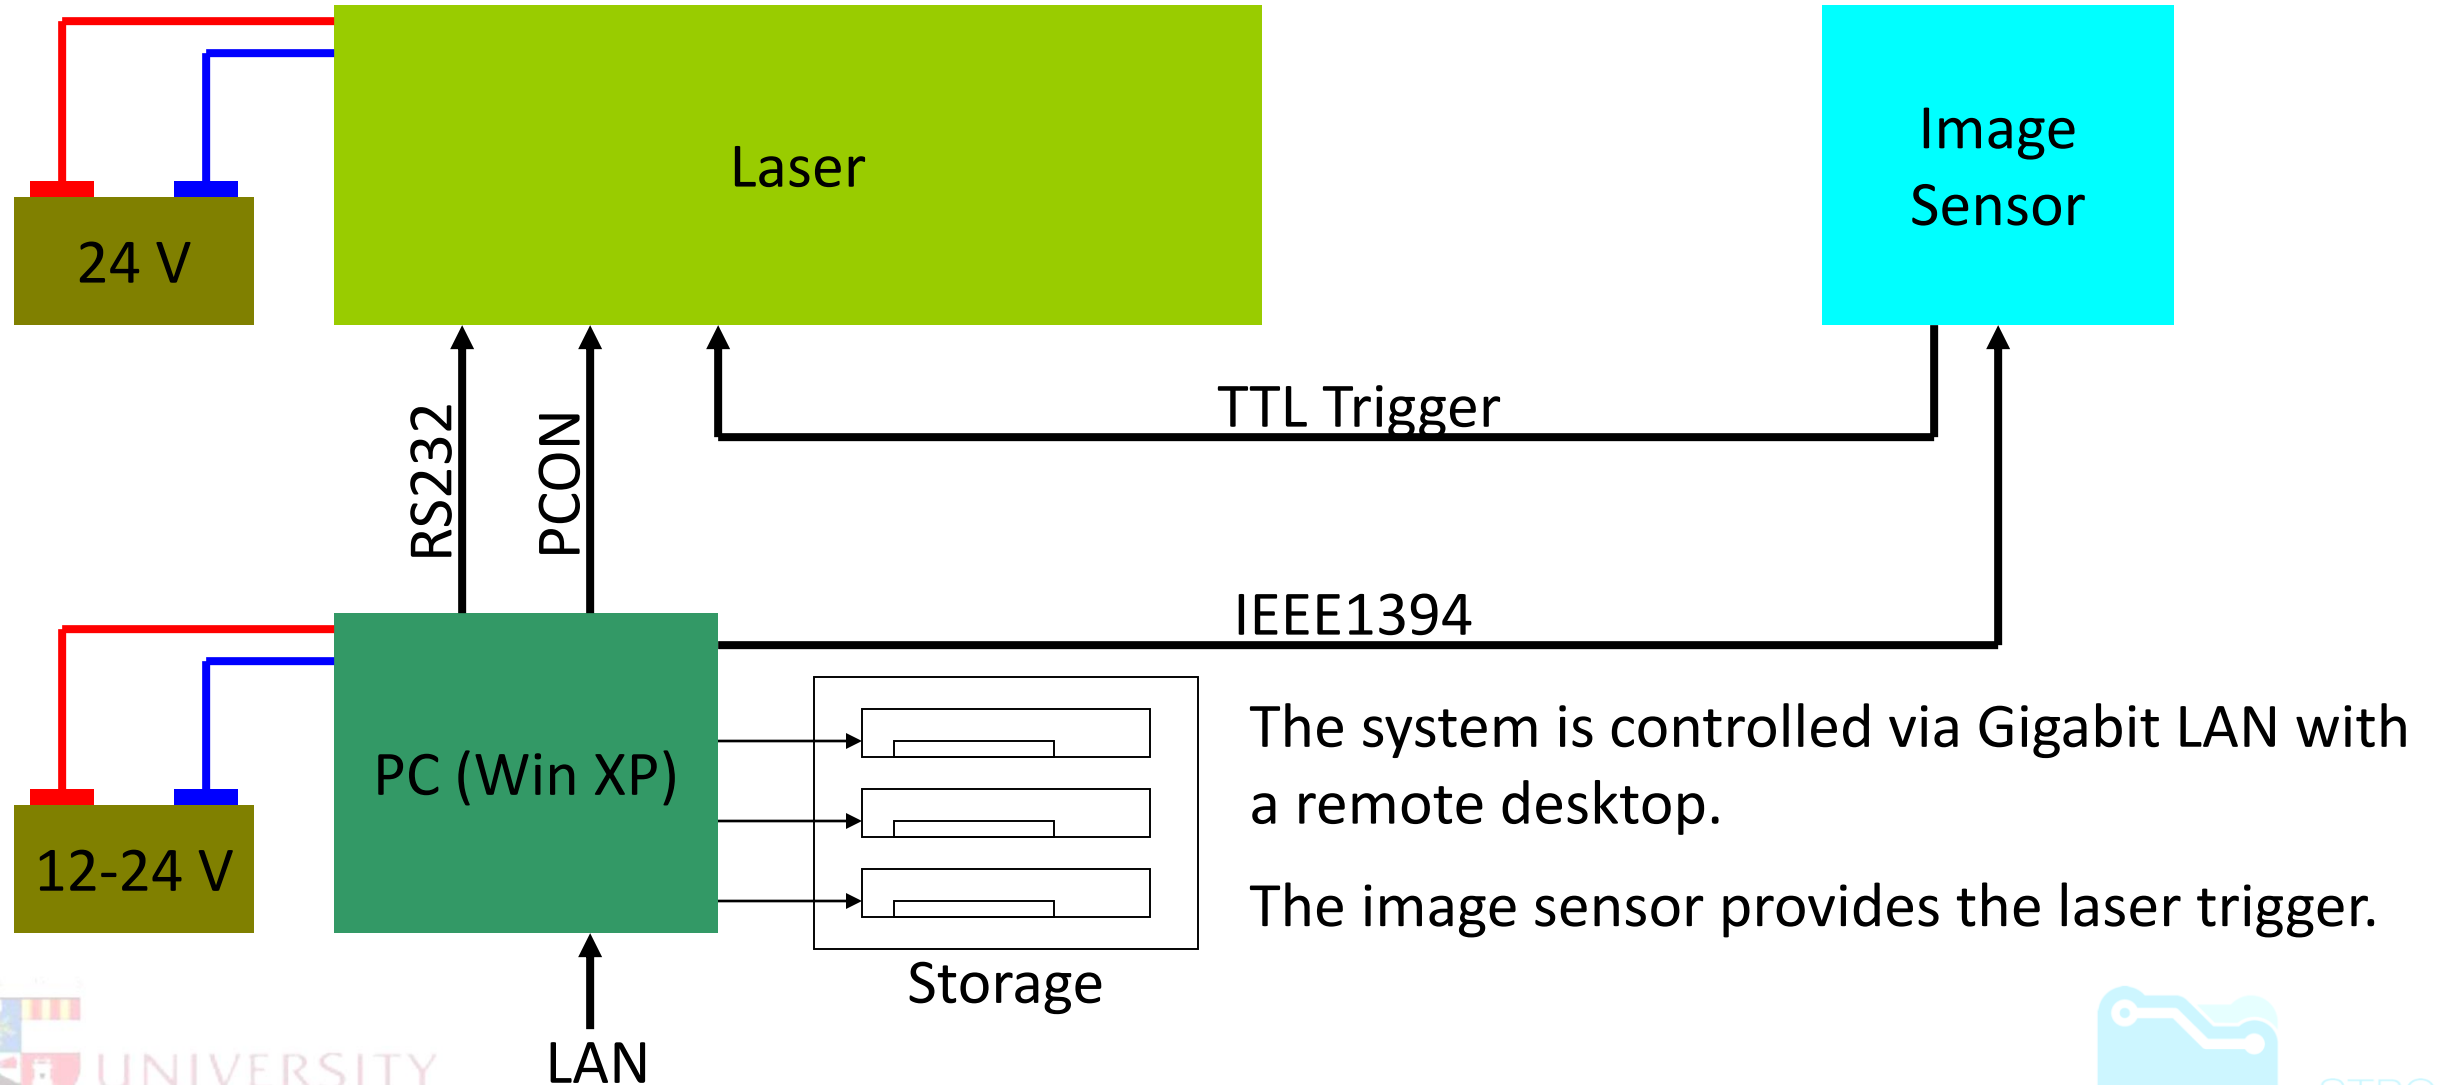 Laser
Image
Sensor
24 V
TTL Trigger
RS232
PCON
IEEE1394
PC (Win XP)
12-24 V
The system is controlled via Gigabit LAN with
a remote desktop.
The image sensor provides the laser trigger.
Storage
LAN
UNIVERSITY